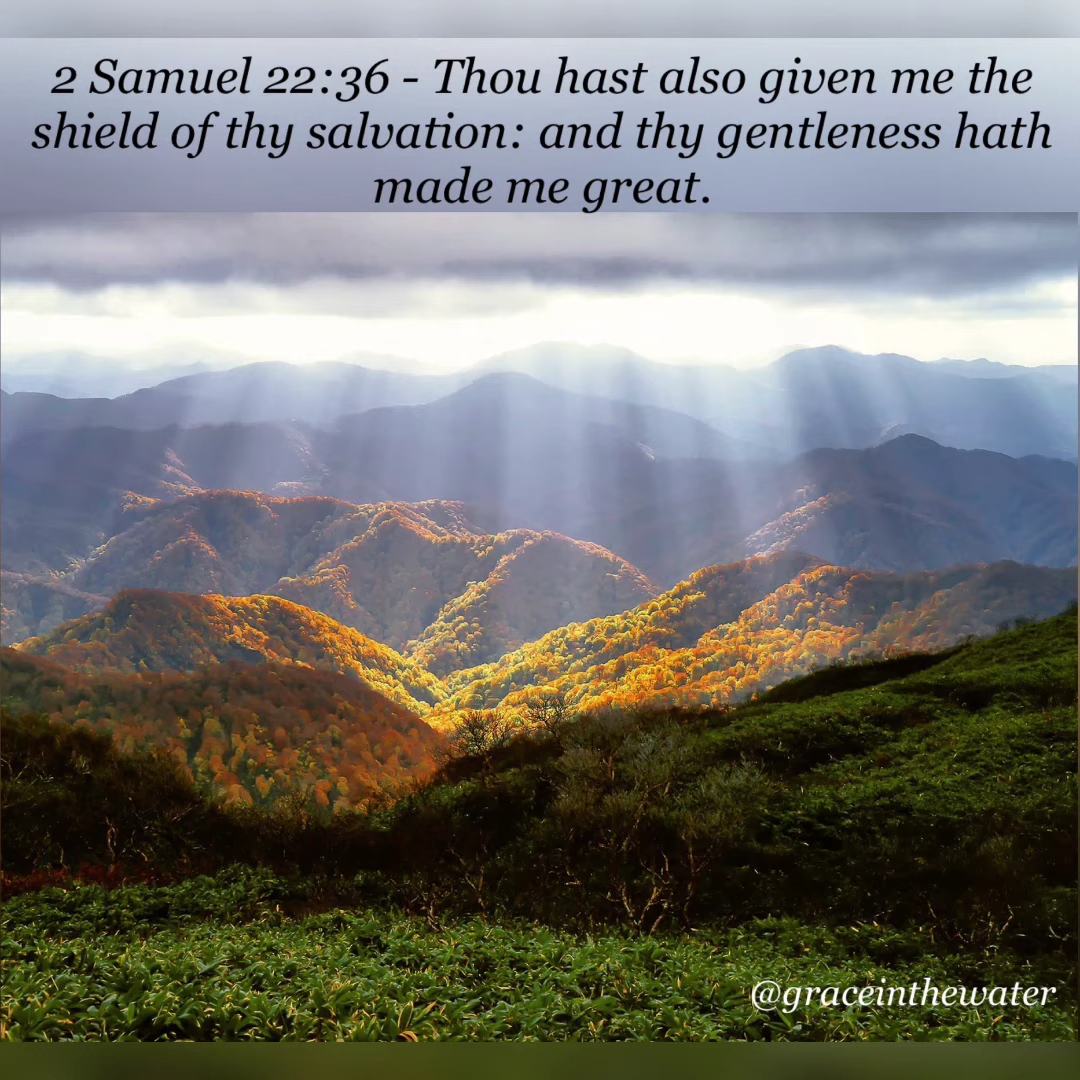 2 Samuel 22:36 - Thou hast also given me the
shield of thy salvation: and thy gentleness hath
made me great.
@graceinthewater